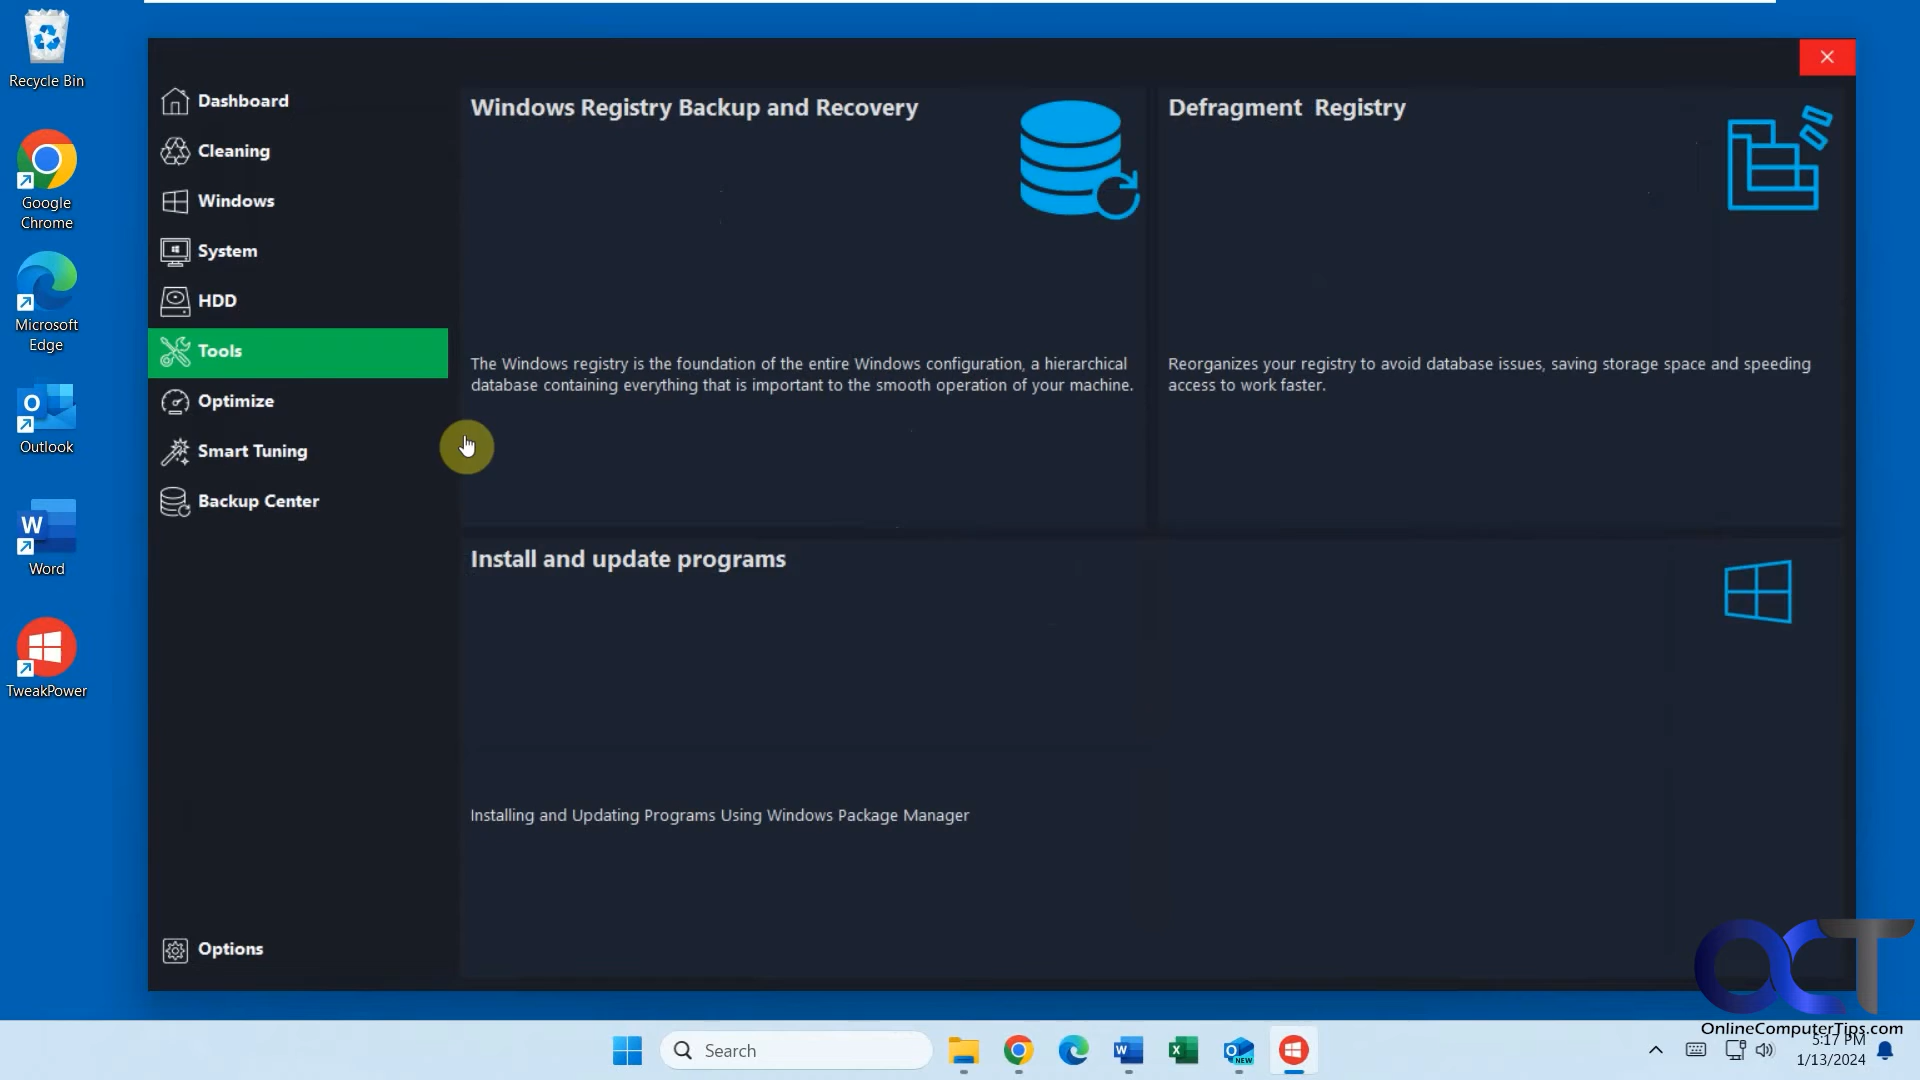 Recycle Bin
Google
Chrome
Microsoft
Edge
Outlook
Word
TweakPower
Dashboard
Cleaning
Windows
System
HDD
Tools
Optimize
Smart Tuning
Backup Center
Options
Windows Registry Backup and Recovery
The Windows registry is the foundation of the entire Windows configuration, a hierarchical
database containing everything that is important to the smooth operation of your machine.
Defragment Registry
Reorganizes your registry to avoid database issues, saving storage space and speeding
access to work faster.
Install and update programs
Installing and Updating Programs Using Windows Package Manager
OCT
OnlineComputerTips.com
Search
5:17 PM
1/13/2024